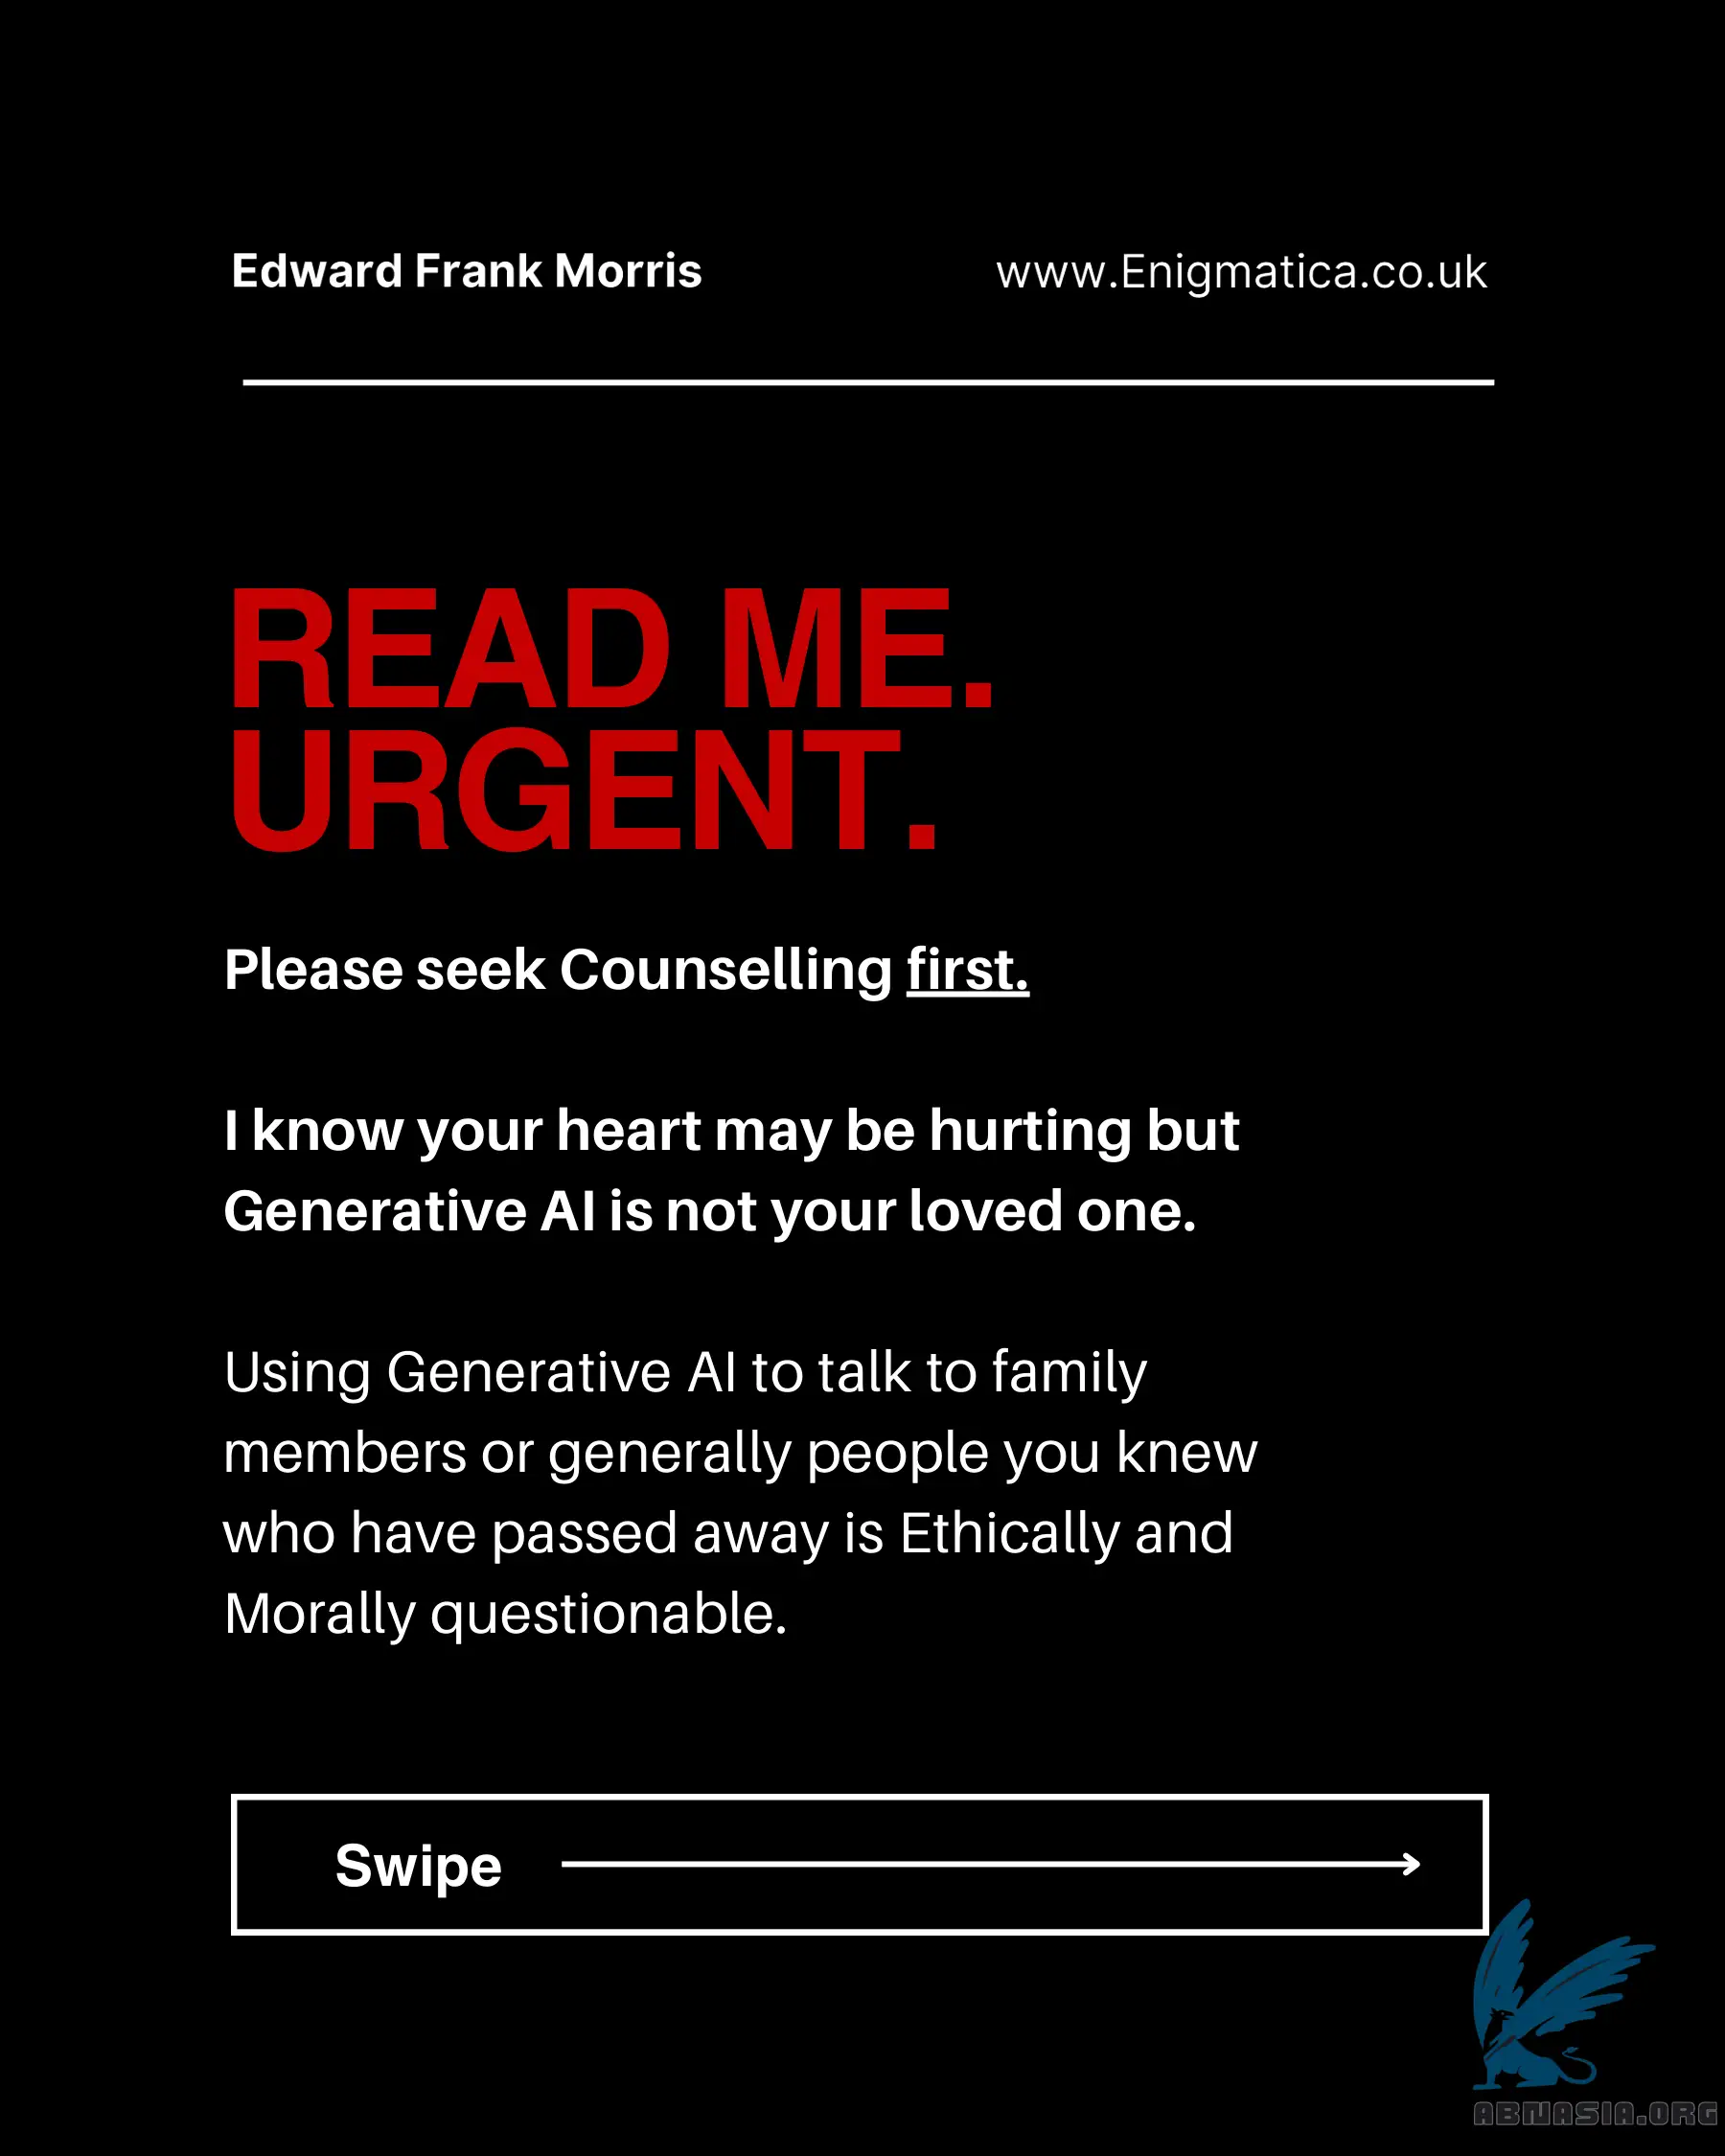 Edward Frank Morris
www.Enigmatica.co.uk
READ ME.
URGENT.
Please seek Counselling first.
I know your heart may be hurting but
Generative AI is not your loved one.
Using Generative AI to talk to family
members or generally people you knew
who have passed away is Ethically and
Morally questionable.
Swipe
ABNASIA.ORG